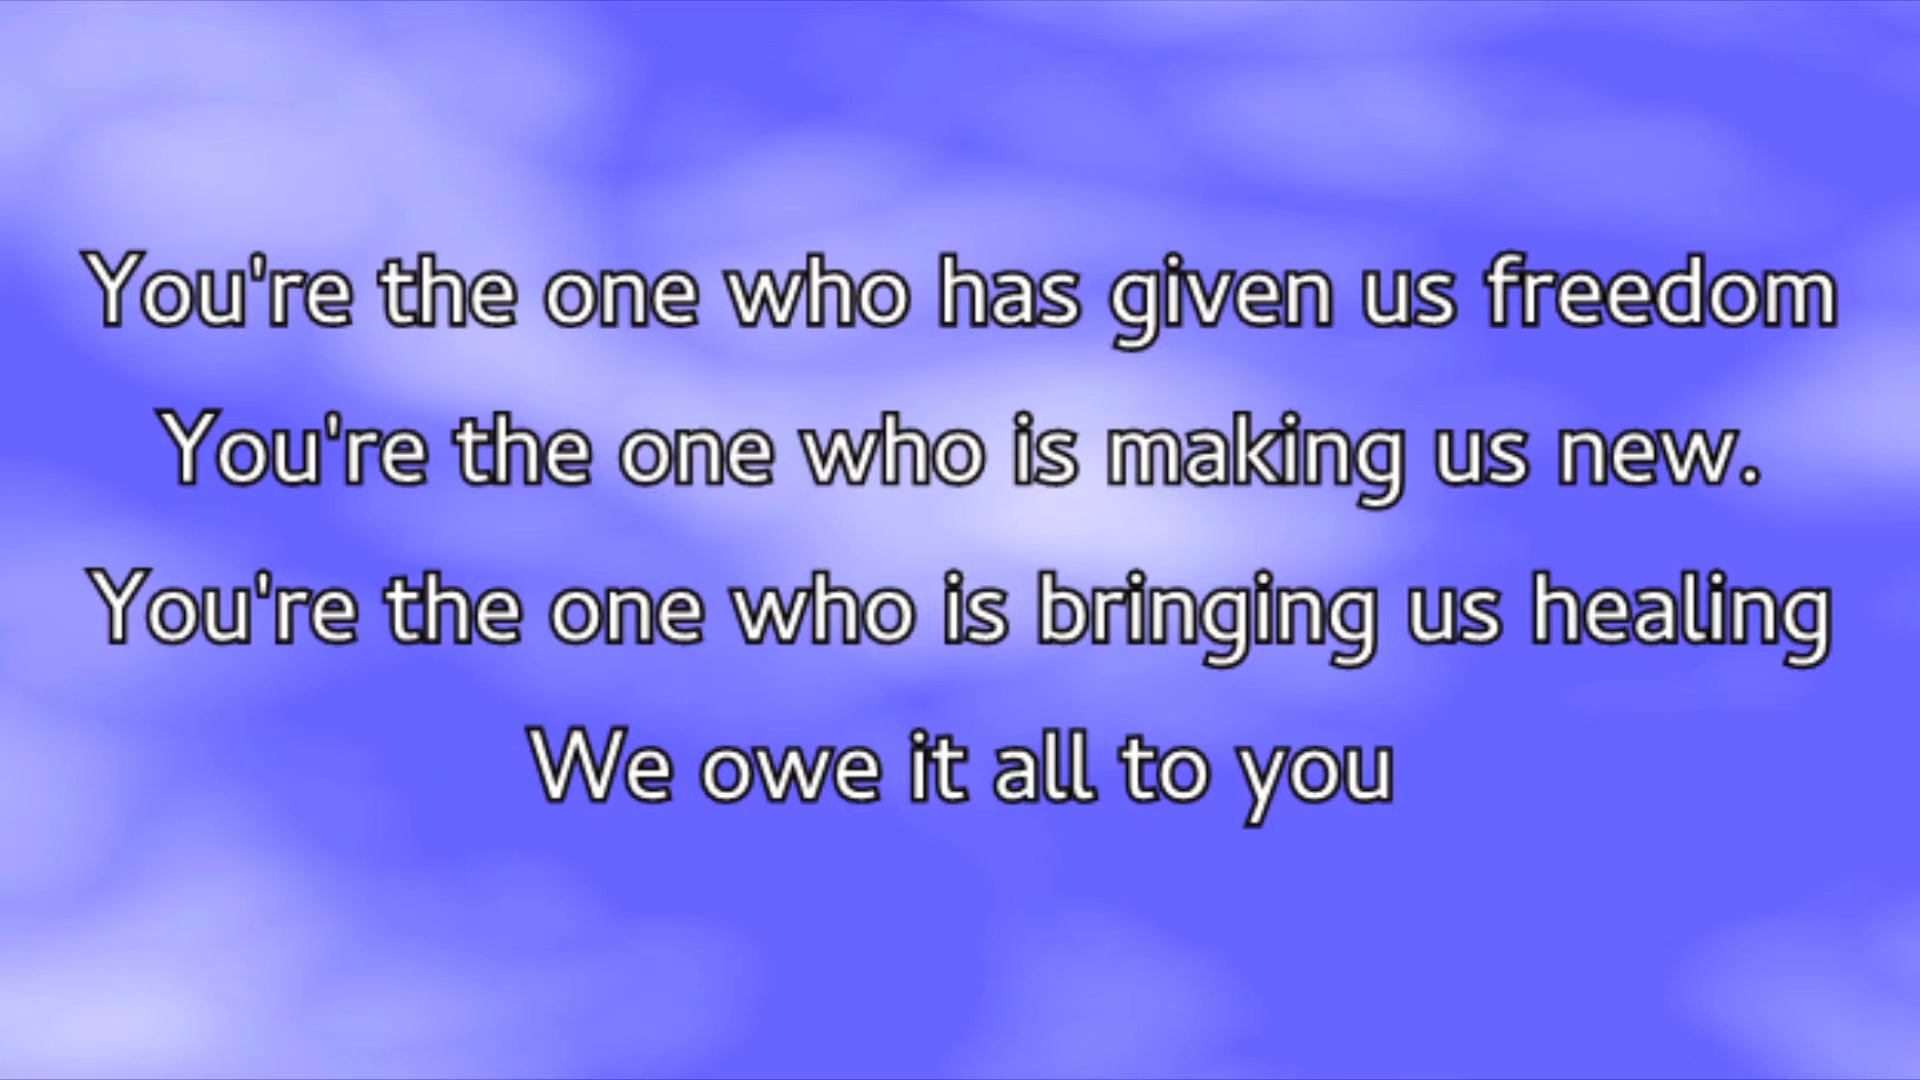 You're the one who has given us freedom
You're the one who is making us new.
You're the one who is bringing us healing
We owe it all to you